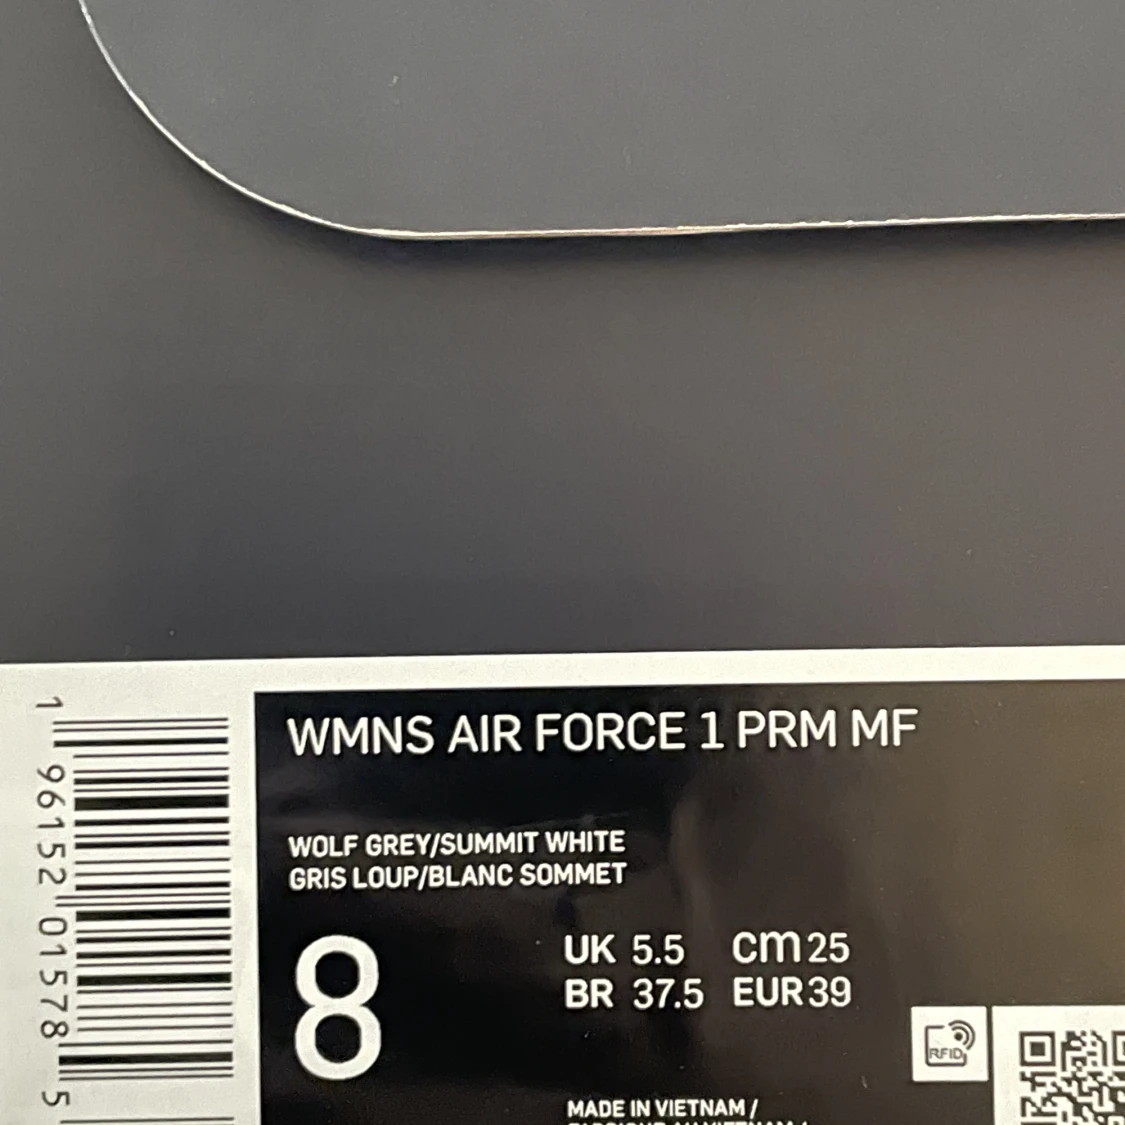 WMNS AIR FORCE 1 PRM MF
WOLF GREY/SUMMIT WHITE
GRIS LOUP/BLANC SOMMET
8
UK 5.5 cm 25
BR 37.5 EUR 39
RFID
MADE IN VIETNAM /
1 96152 01578 5